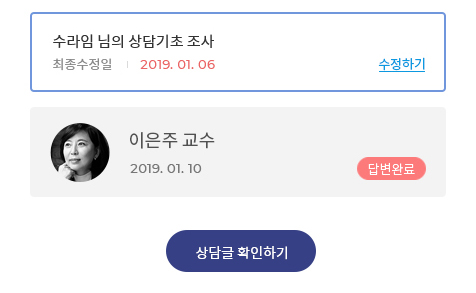 수라임 님의 상담기초 조사
최종수정일 | 2019. 01. 06 수정하기
이은주 교수
2019. 01. 10 답변완료
상담글 확인하기